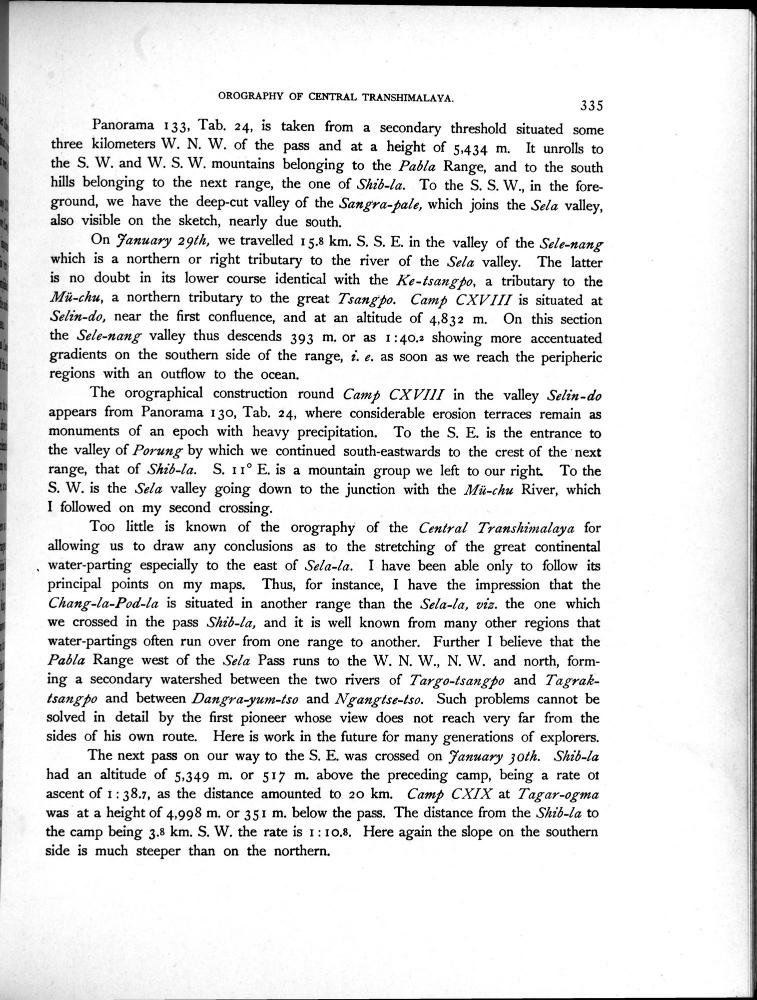 OROGRAPHY OF CENTRAL TRANSHIMALAYA.
335
Panorama 133, Tab. 24, is taken from a secondary threshold situated some
three kilometers W. N. W. of the pass and at a height of 5,434 m. It unrolls to
the S. W. and W. S. W. mountains belonging to the Pabla Range, and to the south
hills belonging to the next range, the one of Shib-la. To the S. S. W., in the fore-
ground, we have the deep-cut valley of the Sangra-pale, which joins the Sela valley,
also visible on the sketch, nearly due south.
On January 29th, we travelled 15.8 km. S. S. E. in the valley of the Sele-nang
which is a northern or right tributary to the river of the Sela valley. The latter
is no doubt in its lower course identical with the Ke-tsangpo, a tributary to the
Mü-chu, a northern tributary to the great Tsangpo. Camp CXVIII is situated at
Selin-do, near the first confluence, and at an altitude of 4,832 m. On this section
the Sele-nang valley thus descends 393 m. or as 1:40.2 showing more accentuated
gradients on the southern side of the range, i. e. as soon as we reach the peripheric
regions with an outflow to the ocean.
The orographical construction round Camp CXVIII in the valley Selin-do
appears from Panorama 130, Tab. 24, where considerable erosion terraces remain as
monuments of an epoch with heavy precipitation. To the S. E. is the entrance to
the valley of Porung by which we continued south-eastwards to the crest of the next
range, that of Shib-la. S. 11° E. is a mountain group we left to our right. To the
S. W. is the Sela valley going down to the junction with the Mü-chu River, which
I followed on my second crossing.
Too little is known of the orography of the Central Transhimalaya for
allowing us to draw any conclusions as to the stretching of the great continental
water-parting especially to the east of Sela-la. I have been able only to follow its
principal points on my maps. Thus, for instance, I have the impression that the
Chang-la-Pod-la is situated in another range than the Sela-la, viz. the one which
we crossed in the pass Shib-la, and it is well known from many other regions that
water-partings often run over from one range to another. Further I believe that the
Pabla Range west of the Sela Pass runs to the W. N. W., N. W. and north, form-
ing a secondary watershed between the two rivers of Targo-tsangpo and Tagrak-
tsangpo and between Dangra-yum-tso and Ngangtse-tso. Such problems cannot be
solved in detail by the first pioneer whose view does not reach very far from the
sides of his own route. Here is work in the future for many generations of explorers.
The next pass on our way to the S. E. was crossed on January 30th. Shib-la
had an altitude of 5,349 m. or 517 m. above the preceding camp, being a rate of
ascent of 1:38.7, as the distance amounted to 20 km. Camp CXIX at Tagar-ogma
was at a height of 4,998 m. or 351 m. below the pass. The distance from the Shib-la to
the camp being 3.8 km. S. W. the rate is 1:10.8. Here again the slope on the southern
side is much steeper than on the northern.